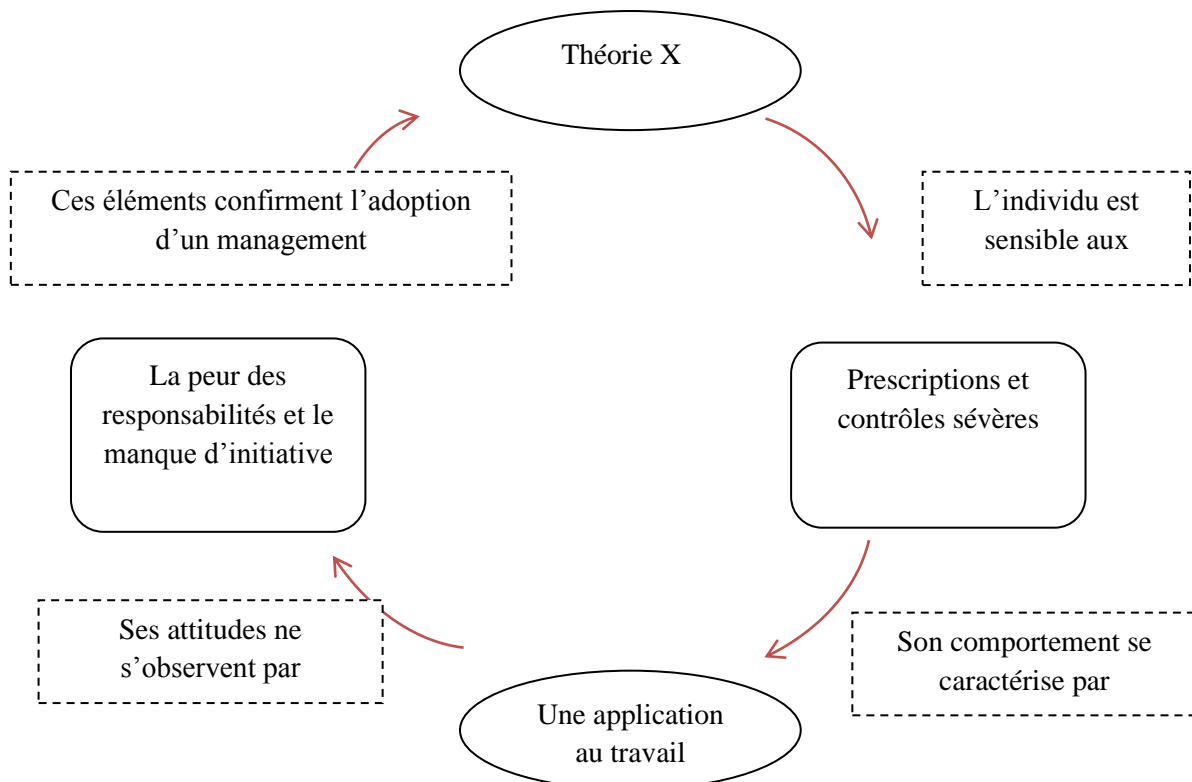 Théorie X
Ces éléments confirment l’adoption
d’un management
L’individu est
sensible aux
La peur des
responsabilités et le
manque d’initiative
Prescriptions et
contrôles sévères
Ses attitudes ne
s’observent par
Son comportement se
caractérise par
Une application
au travail